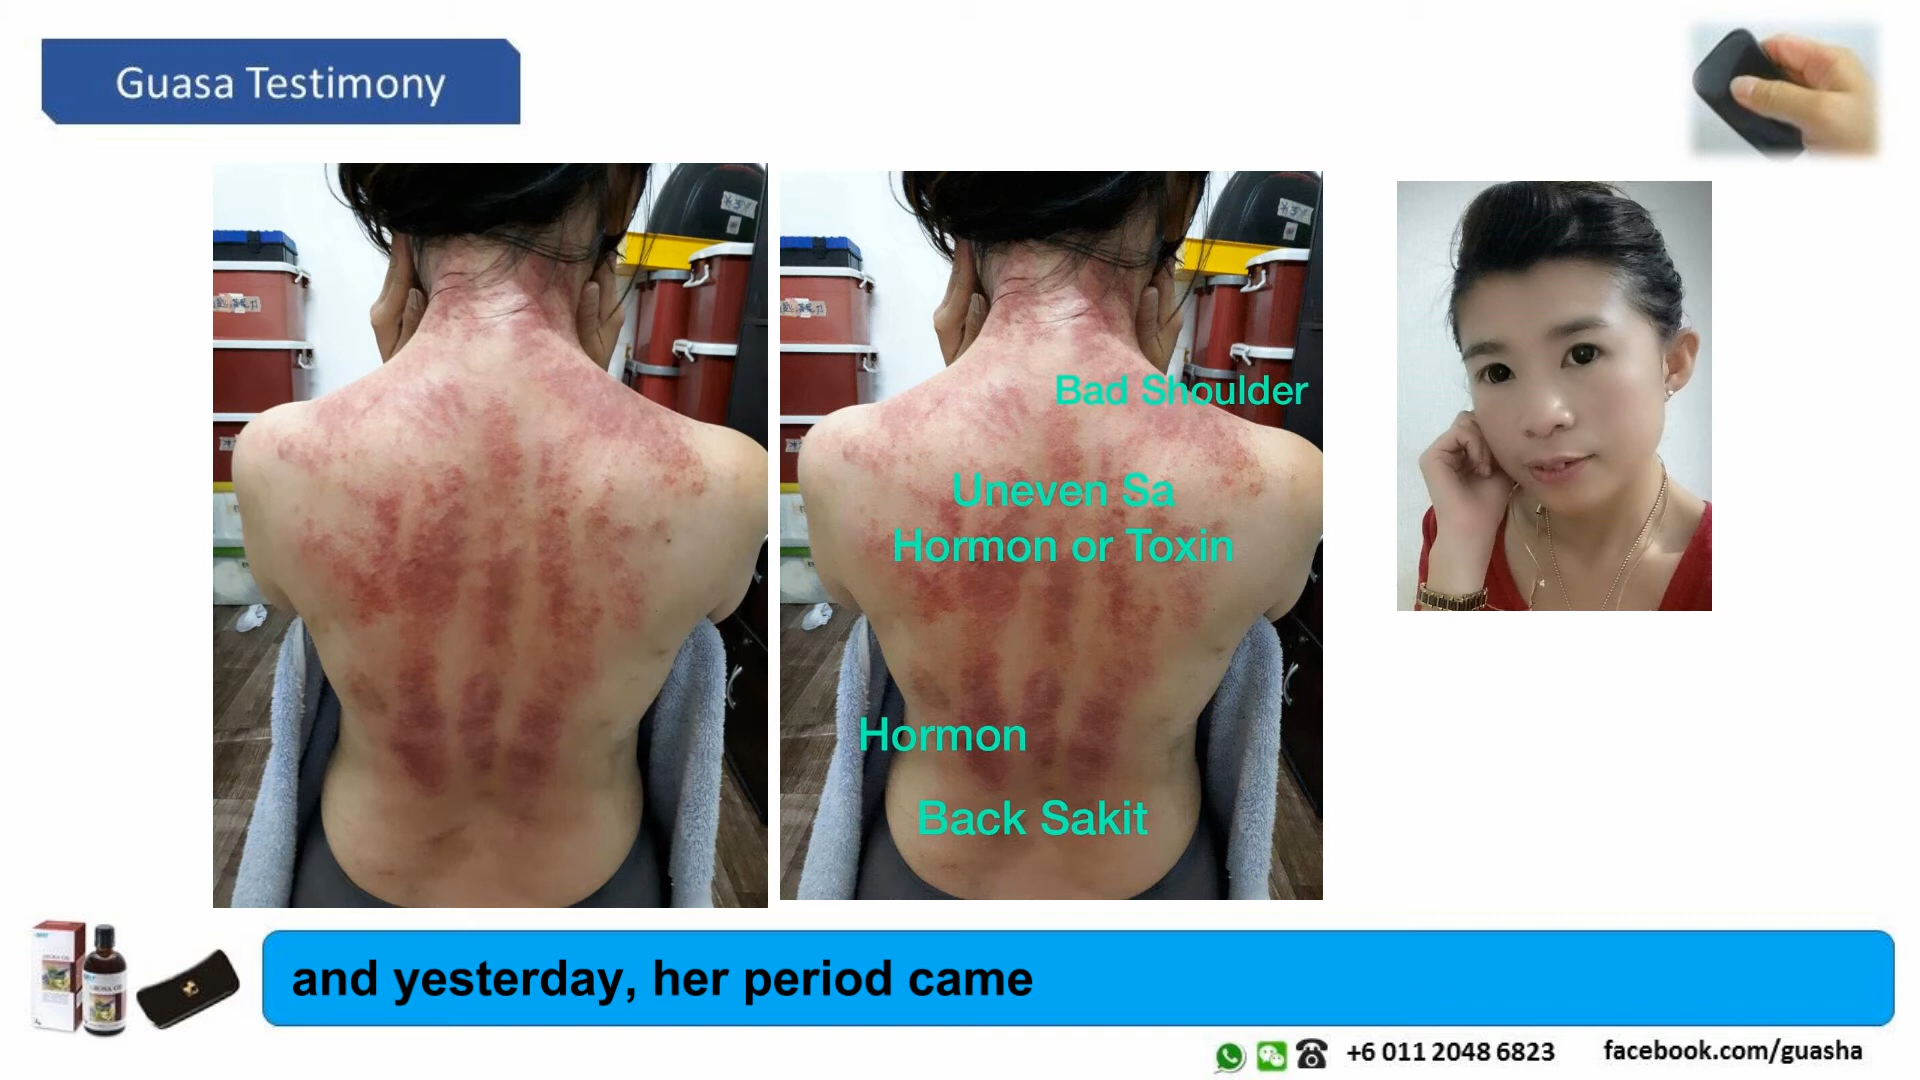 Guasa Testimony
Bad Shoulder
Uneven Sa
Hormon or Toxin
Hormon
Back Sakit
and yesterday, her period came
+6 011 2048 6823
facebook.com/guasha